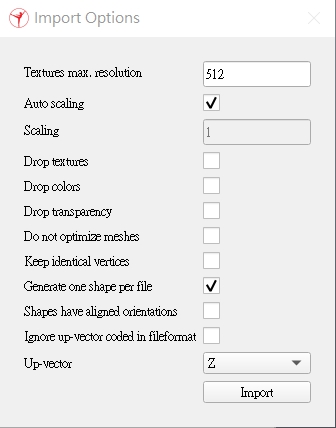 Import Options
Textures max. resolution 512
Auto scaling
Scaling 1
Drop textures
Drop colors
Drop transparency
Do not optimize meshes
Keep identical vertices
Generate one shape per file
Shapes have aligned orientations
Ignore up-vector coded in fileformat
Up-vector Z
Import